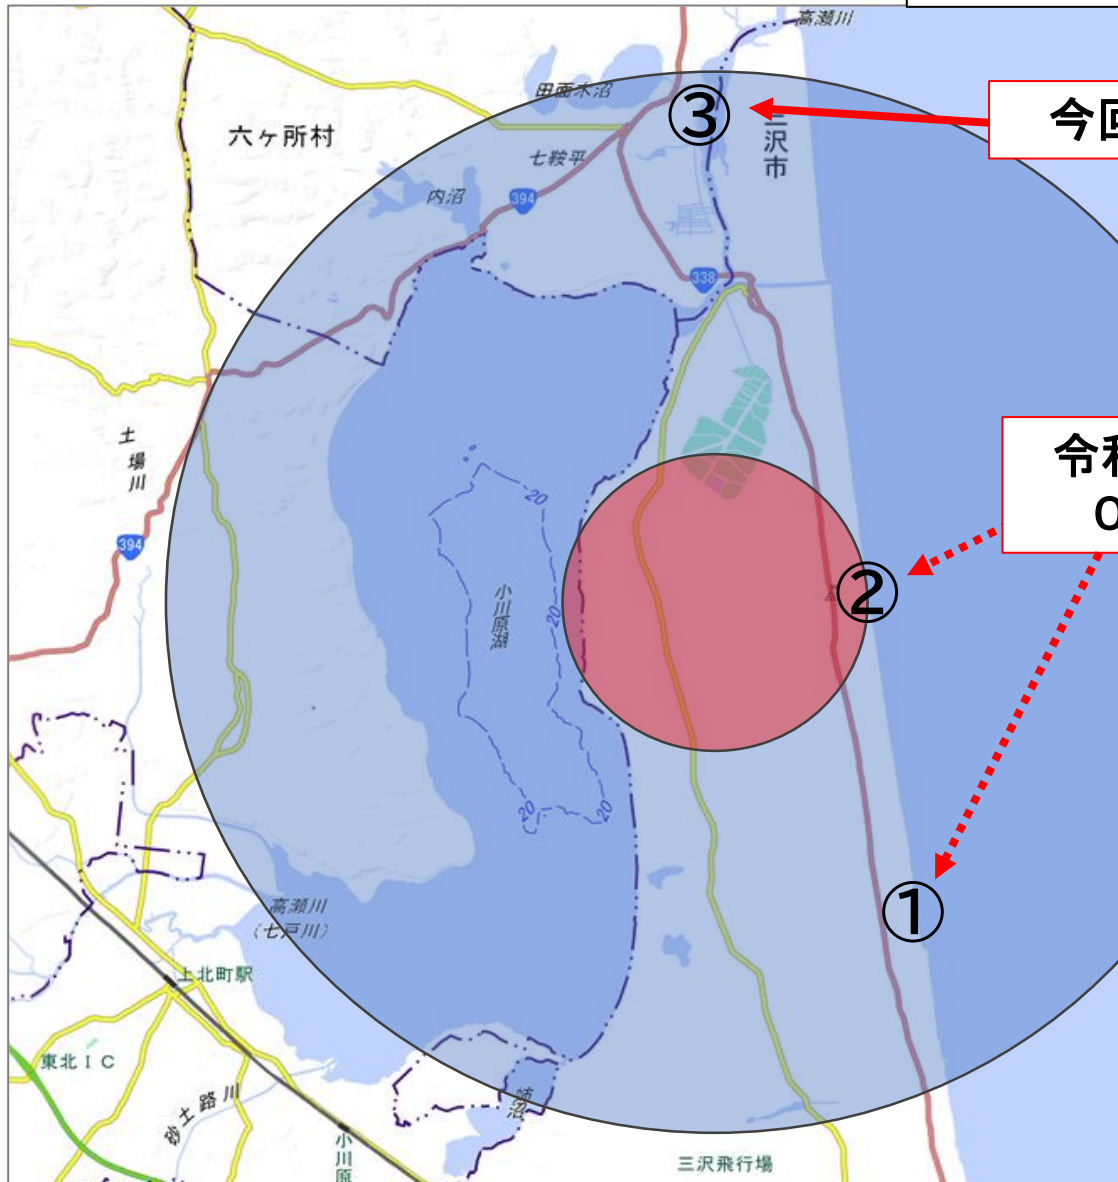 高瀬川
田面木沼
③
今回
三沢市
六ヶ所村
七鞍平
内沼
394
338
土場川
令和
20
394
②
小川原湖
20
20
20
①
高瀬川
（七戸川）
上北町駅
東北ＩＣ
砂土路川
姉沼
小川原
三沢飛行場